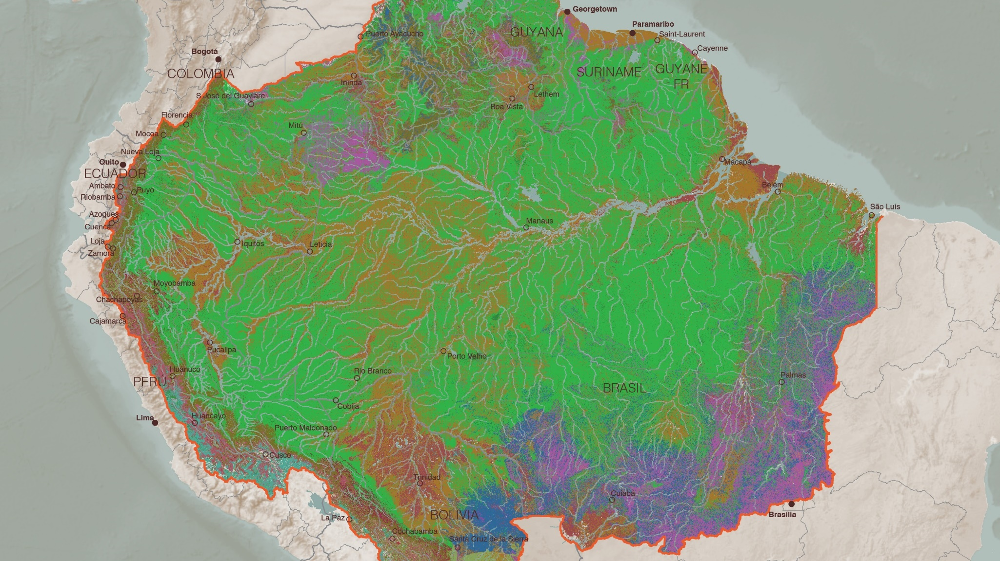 Georgetown
Paramaribo
GUYANA
Puerto Ayacucho
Saint-Laurent
Cayenne
Bogotá
COLOMBIA
SURINAME
GUYANE
FR
Inírida
S.José del Guaviare
Lethem
Boa Vista
Florencia
Mitú
Mocoa
Nueva Loja
Quito
ECUADOR
Macapá
Ambato
Puyo
Belém
Riobamba
São Luís
Azogues
Cuenca
Manaus
Loja
Iquitos
Leticia
Zamora
Moyobamba
Chachapoyas
Cajamarca
Pucallpa
Porto Velho
Huánuco
Rio Branco
Palmas
PERÚ
BRASIL
Cobija
Lima
Huancayo
Puerto Maldonado
Cusco
Trinidad
Cuiabá
BOLIVIA
La Paz
Brasília
Cochabamba
Santa Cruz de la Sierra